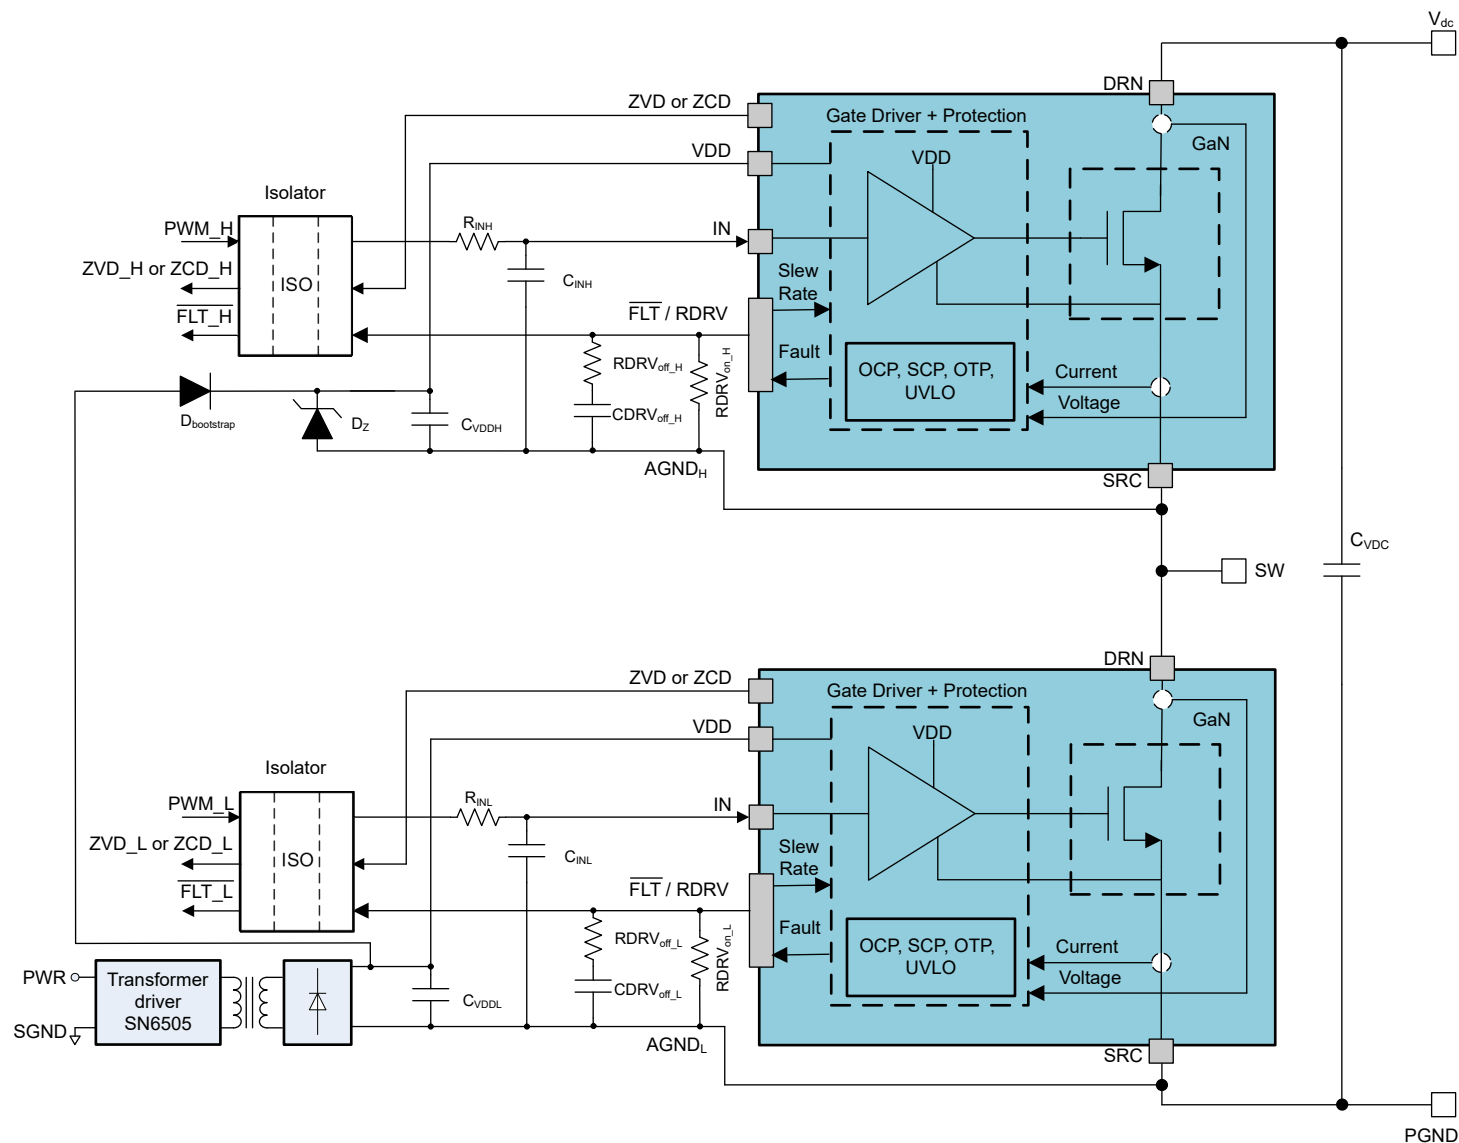 Vdc
DRN
ZVD or ZCD
Gate Driver + Protection
GaN
VDD
VDD
Isolator
PWM_H
RINH
IN
ZVD_H or ZCD_H
ISO
CINH
Slew
Rate
FLT_H
FLT / RDRV
Fault
RDRVoff_H
RDRVon_H
OCP, SCP, OTP,
UVLO
Current
Voltage
Dbootstrap
DZ
CVDDH
CDRVoff_H
AGNDH
SRC
CVDC
SW
DRN
ZVD or ZCD
Gate Driver + Protection
GaN
VDD
VDD
Isolator
PWM_L
RINL
IN
ZVD_L or ZCD_L
ISO
CINL
Slew
Rate
FLT_L
FLT / RDRV
Fault
RDRVoff_L
RDRVon_L
OCP, SCP, OTP,
UVLO
Current
Voltage
PWR
Transformer
driver
SN6505
SGND
CVDDL
CDRVoff_L
AGNDL
SRC
PGND